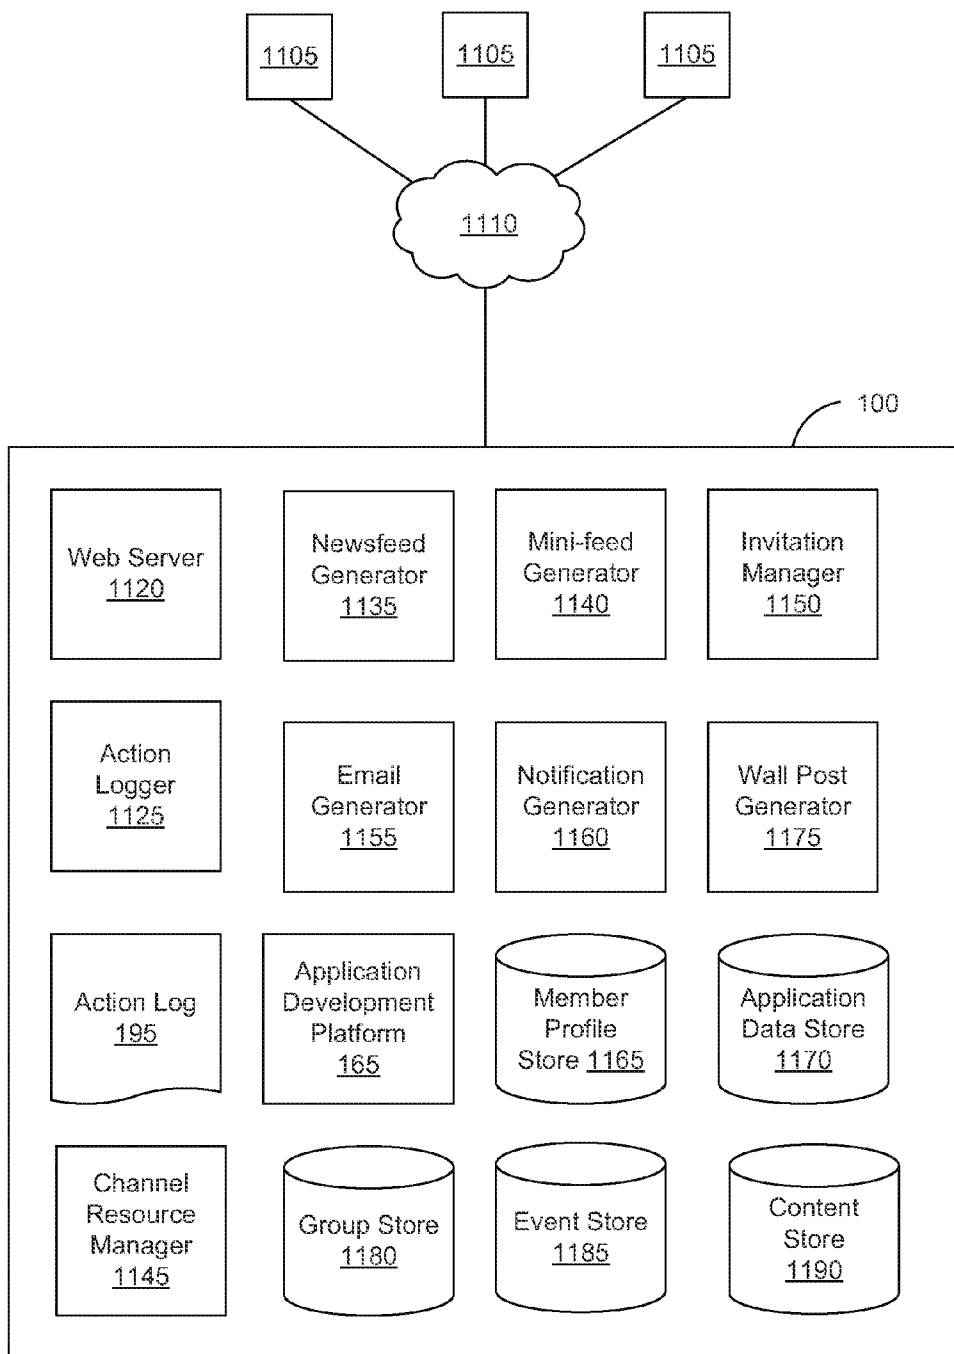 1105
1105
1105
1110
100
Web Server
1120
Newsfeed
Generator
1135
Mini-feed
Generator
1140
Invitation
Manager
1150
Action
Logger
1125
Email
Generator
1155
Notification
Generator
1160
Wall Post
Generator
1175
Action Log
195
Application
Development
Platform
165
Member
Profile
Store 1165
Application
Data Store
1170
Channel
Resource
Manager
1145
Group Store
1180
Event Store
1185
Content
Store
1190